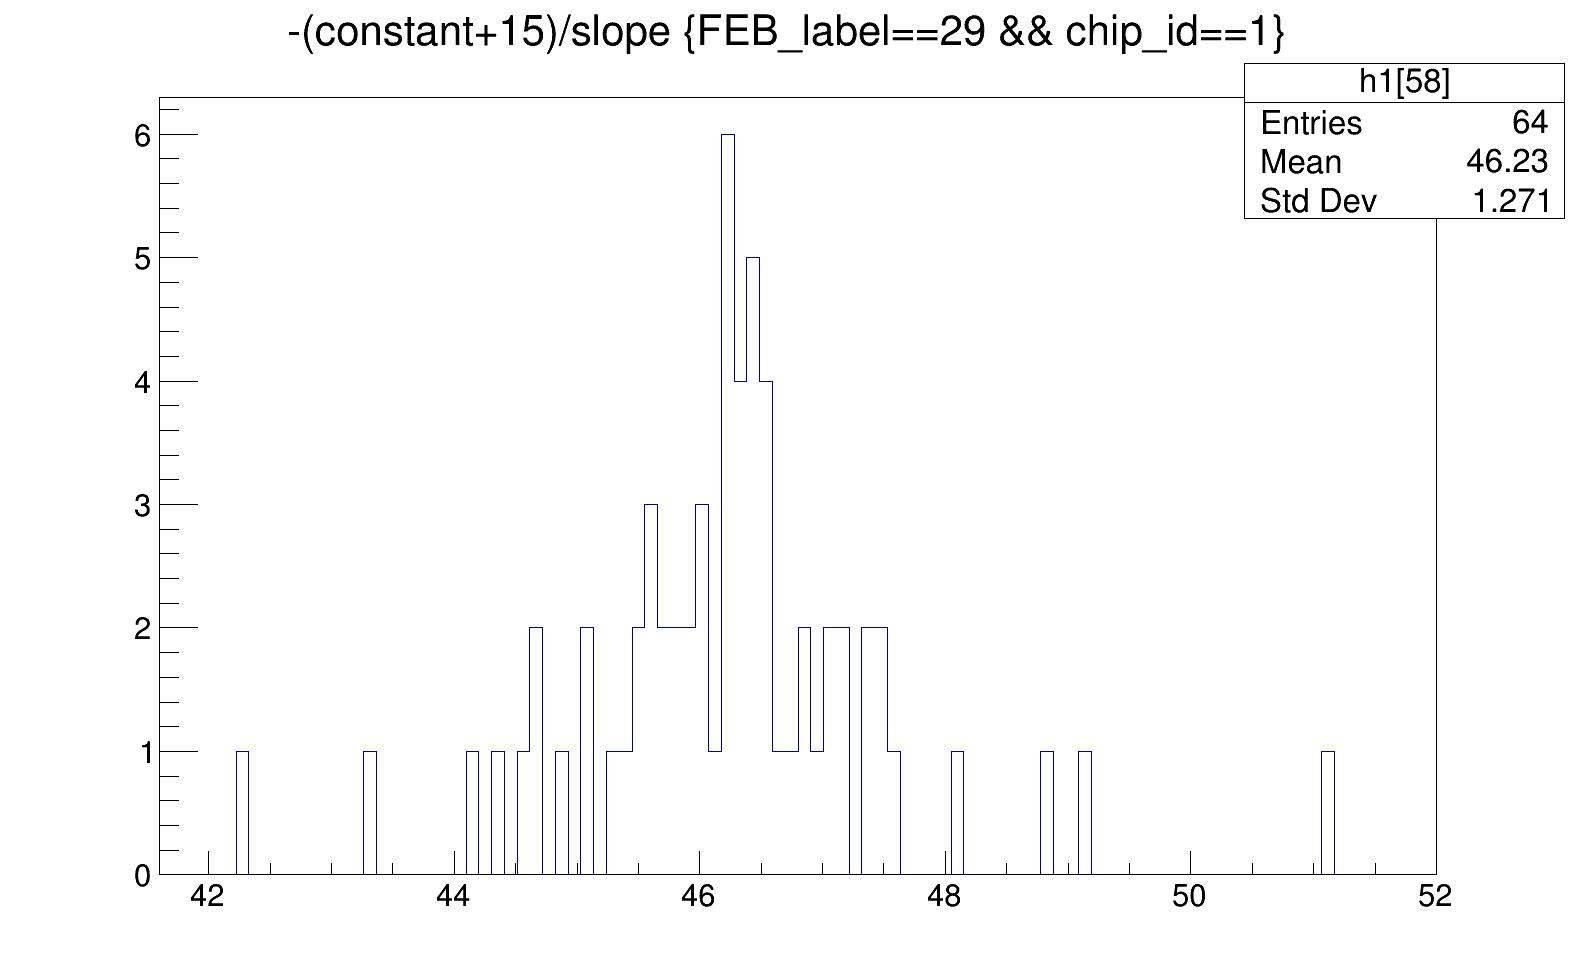 -(constant+15)/slope {FEB_label==29 && chip_id==1}
h1[58]
Entries 64
Mean 46.23
Std Dev 1.271
6
5
4
3
2
1
0
42 44 46 48 50 52